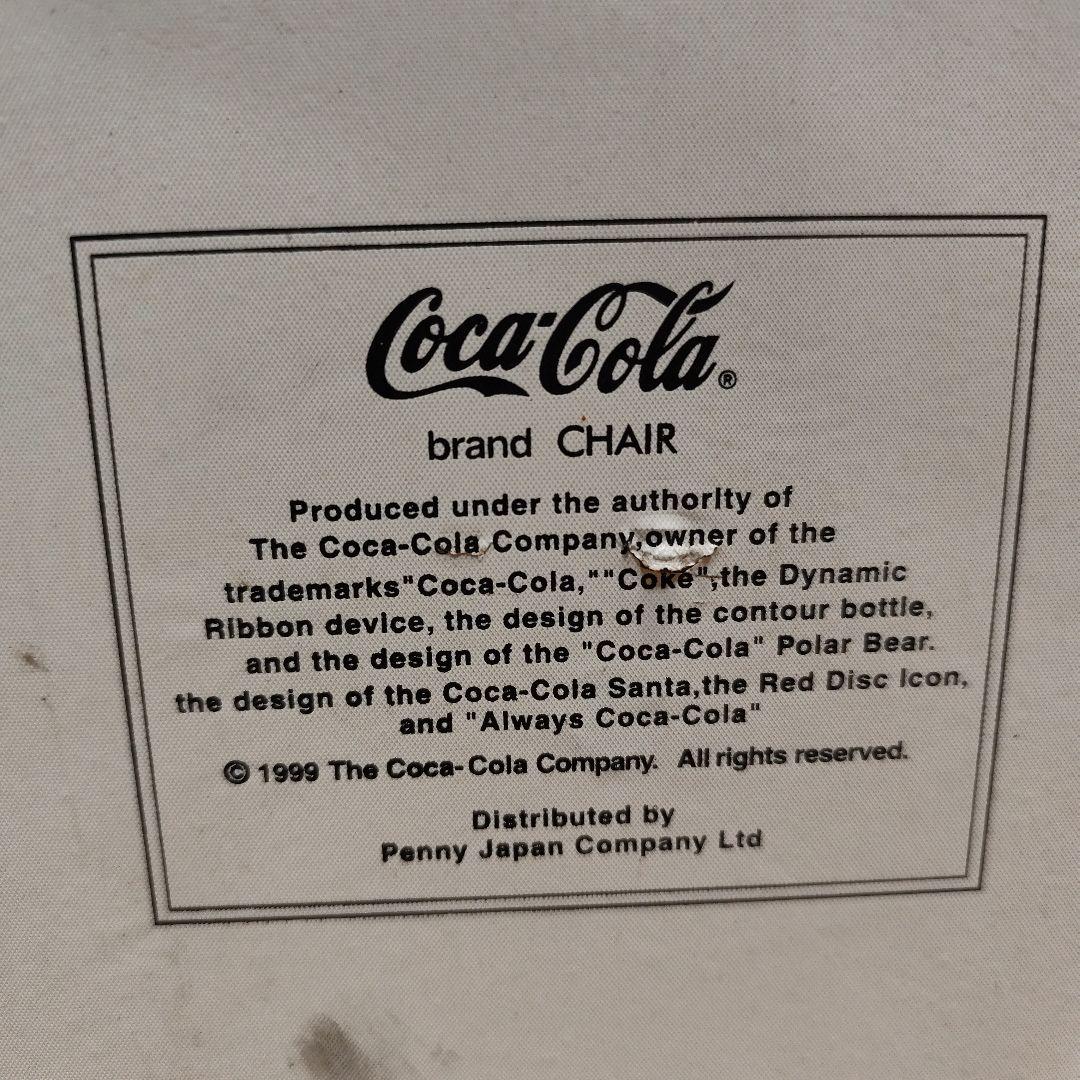 Coca-Cola®
brand CHAIR
Produced under the authority of
The Coca-Cola Company,owner of the
trademarks"Coca-Cola,""Coke",the Dynamic
Ribbon device, the design of the contour bottle,
and the design of the "Coca-Cola" Polar Bear.
the design of the Coca-Cola Santa,the Red Disc Icon,
and "Always Coca-Cola"
© 1999 The Coca-Cola Company. All rights reserved.
Distributed by
Penny Japan Company Ltd